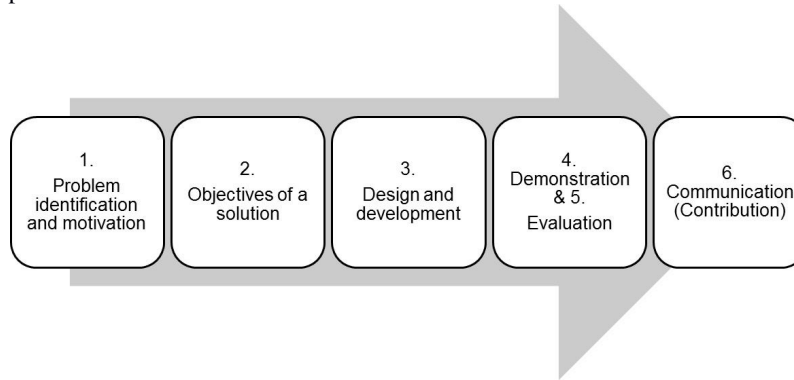 1.
Problem
identification
and motivation
2.
Objectives of a
solution
3.
Design and
development
4.
Demonstration
& 5.
Evaluation
6.
Communication
(Contribution)